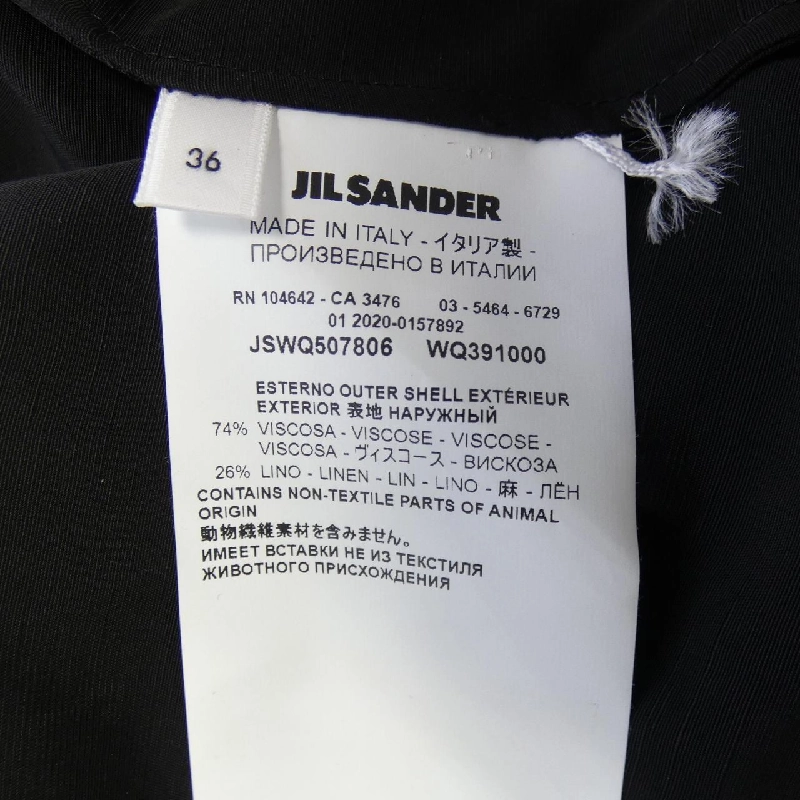 36
JIL SANDER
MADE IN ITALY - イタリア製 -
ПРОИЗВЕДЕНО В ИТАЛИИ
RN 104642 - CA 3476 03 - 5464 - 6729
01 2020-0157892
JSWQ507806 WQ391000
ESTERNO OUTER SHELL EXTÉRIEUR
EXTERIOR 表地 НАРУЖНЫЙ
74% VISCOSA - VISCOSE - VISCOSE -
VISCOSA - ヴィスコース - ВИСКОЗА
26% LINO - LINEN - LIN - LINO - 麻 - ЛЁН
CONTAINS NON-TEXTILE PARTS OF ANIMAL
ORIGIN
動物繊維素材を含みません。
ИМЕЕТ ВСТАВКИ НЕ ИЗ ТЕКСТИЛЯ
ЖИВОТНОГО ПРИСХОЖДЕНИЯ